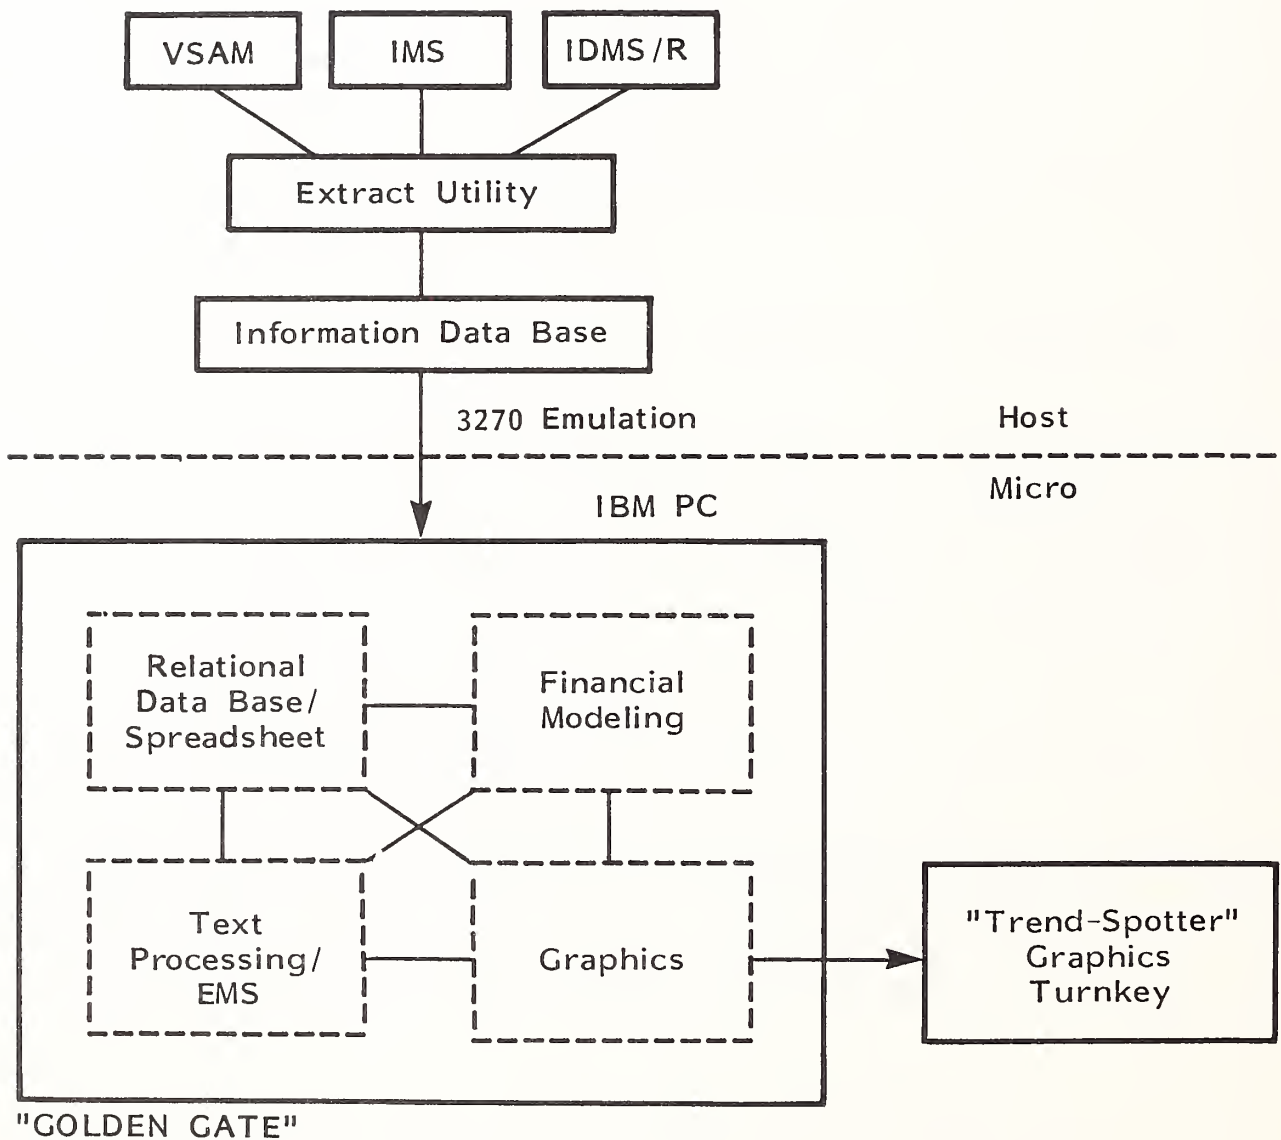 VSAM
IMS
IDMS/R
Extract Utility
Information Data Base
3270 Emulation
Host
Micro
IBM PC
Relational
Data Base/
Spreadsheet
Financial
Modeling
Text
Processing/
EMS
Graphics
"Trend-Spotter"
Graphics
Turnkey
"GOLDEN GATE"